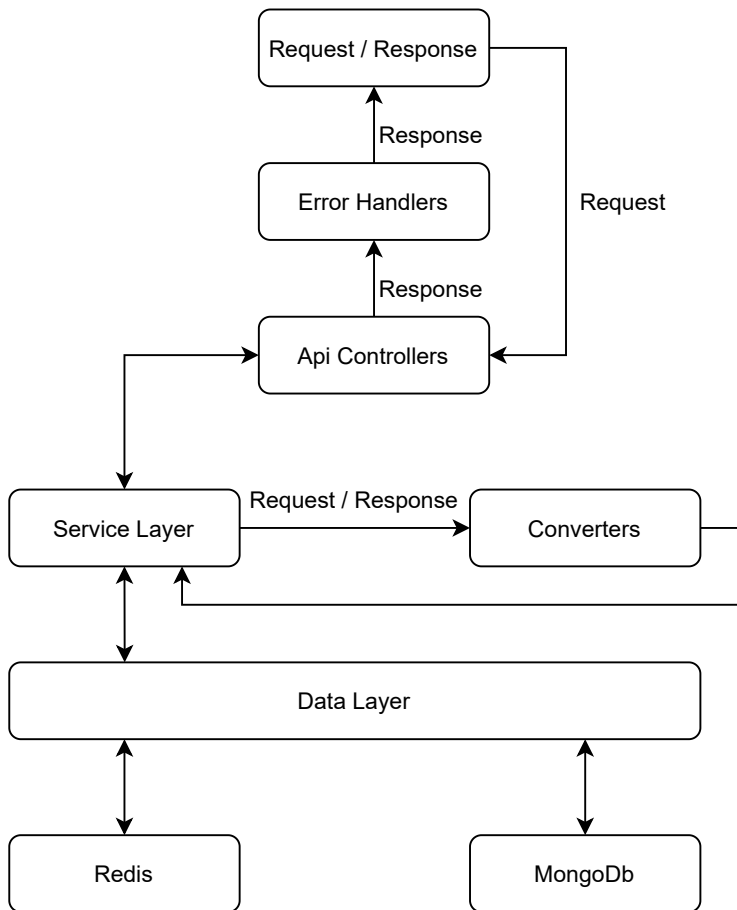 Request / Response
Response
Error Handlers
Request
Response
Api Controllers
Request / Response
Service Layer
Converters
Data Layer
Redis
MongoDb